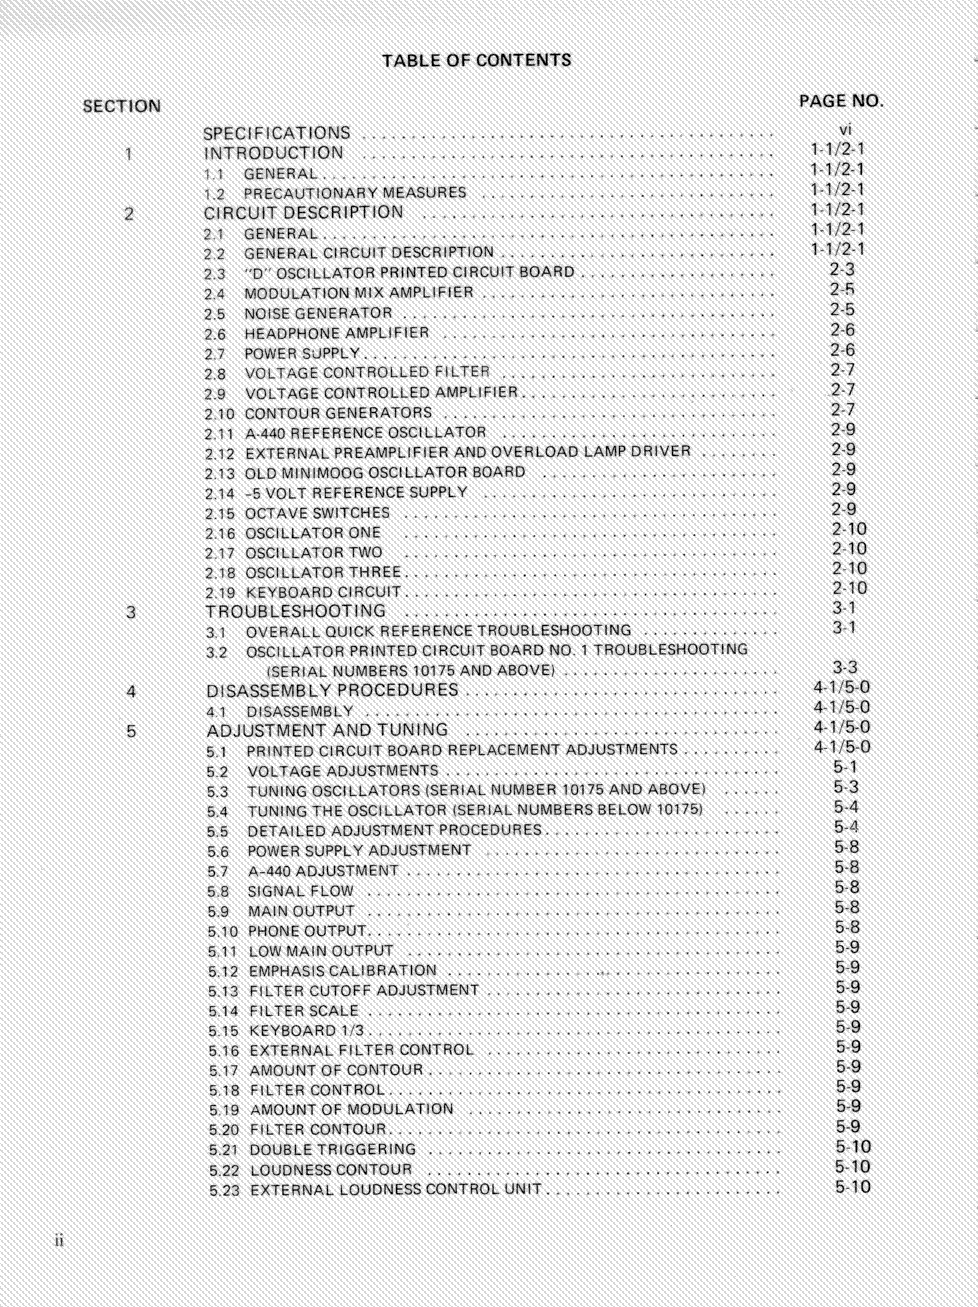 TABLE OF CONTENTS
SECTION PAGE NO.
SPECIFICATIONS ........................................ vi
1 INTRODUCTION ........................................ 1-1/2-1
1.1 GENERAL ........................................ 1-1/2-1
1.2 PRECAUTIONARY MEASURES .............................. 1-1/2-1
2 CIRCUIT DESCRIPTION .................................. 1-1/2-1
2.1 GENERAL ........................................ 1-1/2-1
2.2 GENERAL CIRCUIT DESCRIPTION ............................ 1-1/2-1
2.3 "D" OSCILLATOR PRINTED CIRCUIT BOARD .................... 2-3
2.4 MODULATION MIX AMPLIFIER .............................. 2-5
2.5 NOISE GENERATOR ...................................... 2-5
2.6 HEADPHONE AMPLIFIER .................................. 2-6
2.7 POWER SUPPLY ........................................ 2-6
2.8 VOLTAGE CONTROLLED FILTER ............................ 2-7
2.9 VOLTAGE CONTROLLED AMPLIFIER .......................... 2-7
2.10 CONTOUR GENERATORS .................................. 2-7
2.11 A-440 REFERENCE OSCILLATOR ............................ 2-9
2.12 EXTERNAL PREAMPLIFIER AND OVERLOAD LAMP DRIVER ........ 2-9
2.13 OLD MINIMOOG OSCILLATOR BOARD ........................ 2-9
2.14 -5 VOLT REFERENCE SUPPLY .............................. 2-9
2.15 OCTAVE SWITCHES ...................................... 2-9
2.16 OSCILLATOR ONE ...................................... 2-10
2.17 OSCILLATOR TWO ...................................... 2-10
2.18 OSCILLATOR THREE ...................................... 2-10
2.19 KEYBOARD CIRCUIT ...................................... 2-10
3 TROUBLESHOOTING ...................................... 3-1
3.1 OVERALL QUICK REFERENCE TROUBLESHOOTING .............. 3-1
3.2 OSCILLATOR PRINTED CIRCUIT BOARD NO. 1 TROUBLESHOOTING
(SERIAL NUMBERS 10175 AND ABOVE) ...................... 3-3
4 DISASSEMBLY PROCEDURES ................................ 4-1/5-0
4.1 DISASSEMBLY ........................................ 4-1/5-0
5 ADJUSTMENT AND TUNING ................................ 4-1/5-0
5.1 PRINTED CIRCUIT BOARD REPLACEMENT ADJUSTMENTS .......... 4-1/5-0
5.2 VOLTAGE ADJUSTMENTS .................................. 5-1
5.3 TUNING OSCILLATORS (SERIAL NUMBER 10175 AND ABOVE) ...... 5-3
5.4 TUNING THE OSCILLATOR (SERIAL NUMBERS BELOW 10175) ...... 5-4
5.5 DETAILED ADJUSTMENT PROCEDURES ........................ 5-4
5.6 POWER SUPPLY ADJUSTMENT .............................. 5-8
5.7 A-440 ADJUSTMENT ...................................... 5-8
5.8 SIGNAL FLOW ........................................ 5-8
5.9 MAIN OUTPUT ........................................ 5-8
5.10 PHONE OUTPUT ........................................ 5-8
5.11 LOW MAIN OUTPUT ...................................... 5-9
5.12 EMPHASIS CALIBRATION .................................. 5-9
5.13 FILTER CUTOFF ADJUSTMENT .............................. 5-9
5.14 FILTER SCALE ........................................ 5-9
5.15 KEYBOARD 1/3 ........................................ 5-9
5.16 EXTERNAL FILTER CONTROL .............................. 5-9
5.17 AMOUNT OF CONTOUR .................................... 5-9
5.18 FILTER CONTROL ...................................... 5-9
5.19 AMOUNT OF MODULATION ................................ 5-9
5.20 FILTER CONTOUR ...................................... 5-9
5.21 DOUBLE TRIGGERING .................................... 5-10
5.22 LOUDNESS CONTOUR .................................... 5-10
5.23 EXTERNAL LOUDNESS CONTROL UNIT ........................ 5-10
ii